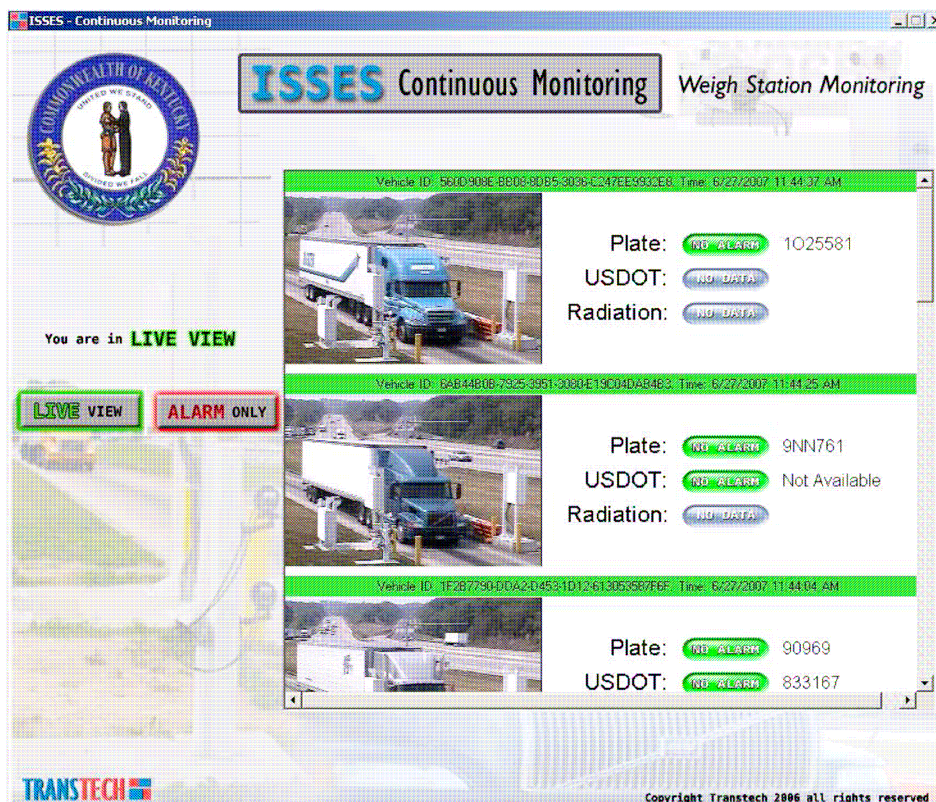 ISSES - Continuous Monitoring
COMMONWEALTH OF KENTUCKY
UNITED WE STAND
DIVIDED WE FALL
ISSES Continuous Monitoring
Weigh Station Monitoring
You are in LIVE VIEW
LIVE VIEW
ALARM ONLY
Vehicle ID: 560D908E-BB08-8DB5-3036-C247EE9932E8, Time: 6/27/2007 11:44:37 AM
Plate: NO ALARM 1O25581
USDOT: NO DATA
Radiation: NO DATA
Vehicle ID: 6AB44B0B-7925-3951-3080-E19C04DAB4B3, Time: 6/27/2007 11:44:25 AM
Plate: NO ALARM 9NN761
USDOT: NO ALARM Not Available
Radiation: NO DATA
Vehicle ID: 1F2B7790-DDA2-D453-1D12-6130535B7F6F, Time: 6/27/2007 11:44:04 AM
Plate: NO ALARM 90969
USDOT: NO ALARM 833167
TRANSTECH
Copyright Transtech 2006 all rights reserved